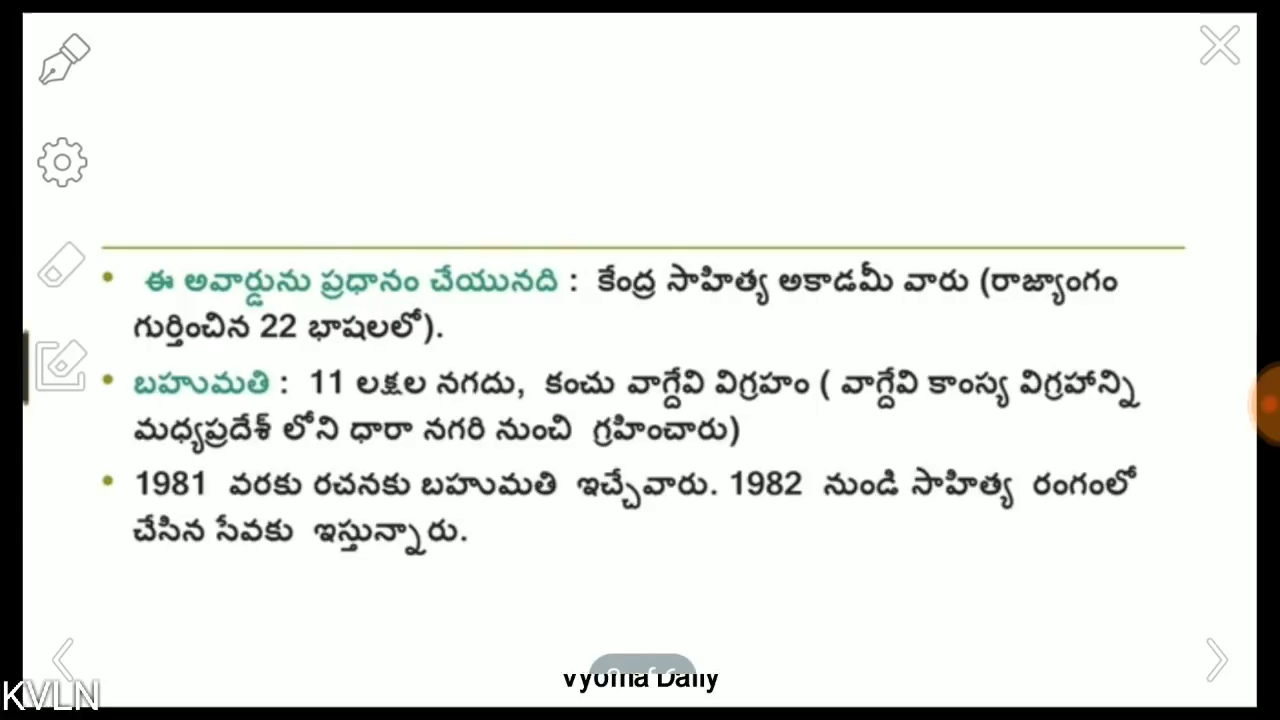 • ఈ అవార్డును ప్రధానం చేయునది : కేంద్ర సాహిత్య అకాడమీ వారు (రాజ్యాంగం
గుర్తించిన 22 భాషలలో).
• బహుమతి : 11 లక్షల నగదు, కంచు వాగ్దేవి విగ్రహం ( వాగ్దేవి కాంస్య విగ్రహాన్ని
మధ్యప్రదేశ్ లోని ధారా నగరి నుంచి గ్రహించారు)
• 1981 వరకు రచనకు బహుమతి ఇచ్చేవారు. 1982 నుండి సాహిత్య రంగంలో
చేసిన సేవకు ఇస్తున్నారు.
Vyoma Daily
KVLN